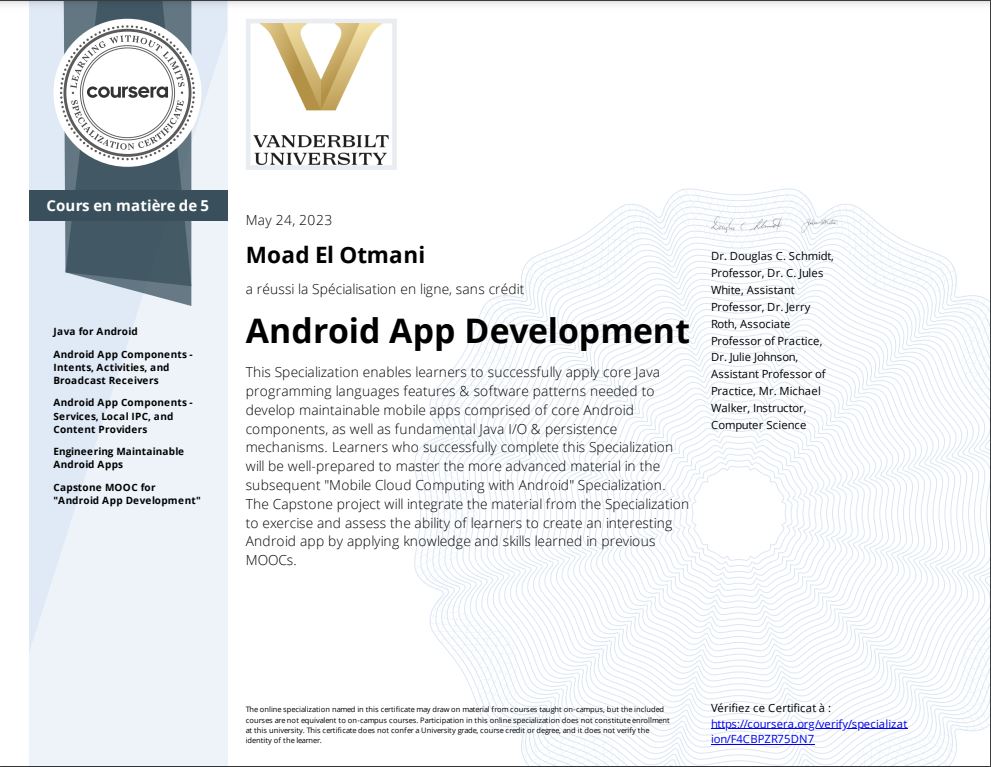 LEARNING WITHOUT LIMITS
coursera
SPECIALIZATION CERTIFICATE
VANDERBILT
UNIVERSITY
Cours en matière de 5
Java for Android
Android App Components -
Intents, Activities, and
Broadcast Receivers
Android App Components -
Services, Local IPC, and
Content Providers
Engineering Maintainable
Android Apps
Capstone MOOC for
"Android App Development"
May 24, 2023
Moad El Otmani
a réussi la Spécialisation en ligne, sans crédit
Android App Development
This Specialization enables learners to successfully apply core Java
programming languages features & software patterns needed to
develop maintainable mobile apps comprised of core Android
components, as well as fundamental Java I/O & persistence
mechanisms. Learners who successfully complete this Specialization
will be well-prepared to master the more advanced material in the
subsequent "Mobile Cloud Computing with Android" Specialization.
The Capstone project will integrate the material from the Specialization
to exercise and assess the ability of learners to create an interesting
Android app by applying knowledge and skills learned in previous
MOOCs.
Dr. Douglas C. Schmidt,
Professor, Dr. C. Jules
White, Assistant
Professor, Dr. Jerry
Roth, Associate
Professor of Practice,
Dr. Julie Johnson,
Assistant Professor of
Practice, Mr. Michael
Walker, Instructor,
Computer Science
The online specialization named in this certificate may draw on material from courses taught on-campus, but the included
courses are not equivalent to on-campus courses. Participation in this online specialization does not constitute enrollment
at this university. This certificate does not confer a University grade, course credit or degree, and it does not verify the
identity of the learner.
Vérifiez ce Certificat à :
https://coursera.org/verify/specializat
ion/F4CBPZR75DN7